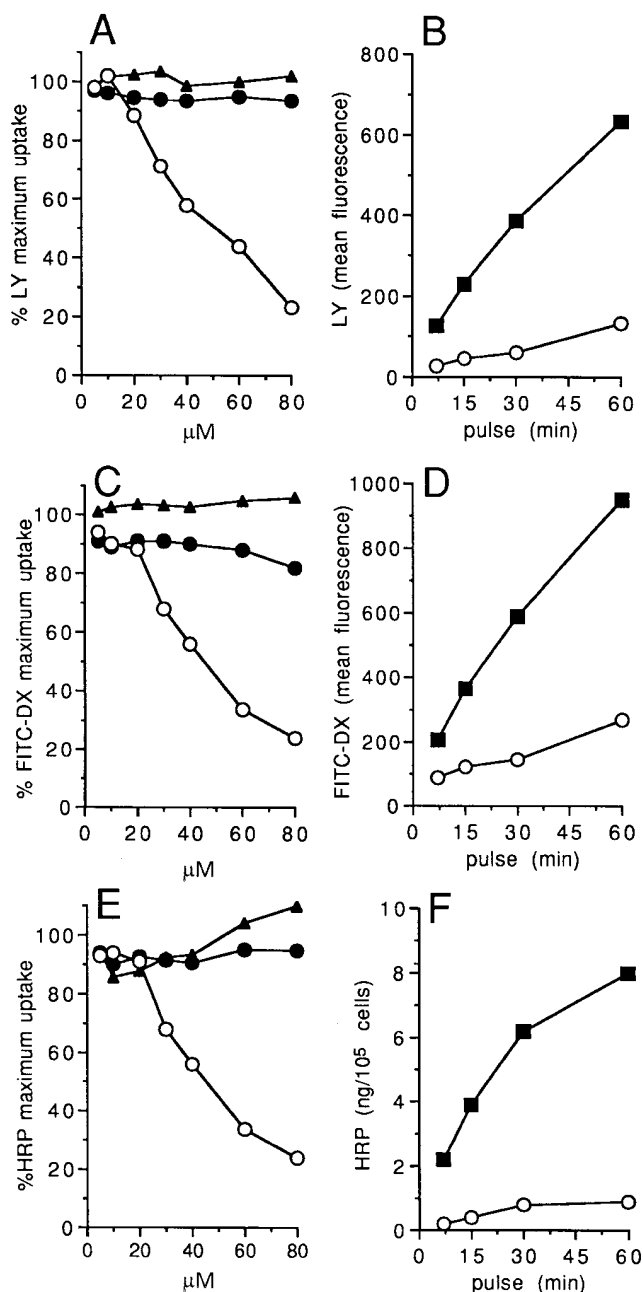 A
% LY maximum uptake
100
80
60
40
20
0
0 20 40 60 80
µM
B
LY (mean fluorescence)
800
600
400
200
0
0 15 30 45 60
pulse (min)
C
% FITC-DX maximum uptake
100
80
60
40
20
0
0 20 40 60 80
µM
D
FITC-DX (mean fluorescence)
1000
800
600
400
200
0
0 15 30 45 60
pulse (min)
E
%HRP maximum uptake
100
80
60
40
20
0
0 20 40 60 80
µM
F
HRP (ng/10⁵ cells)
10
8
6
4
2
0
0 15 30 45 60
pulse (min)